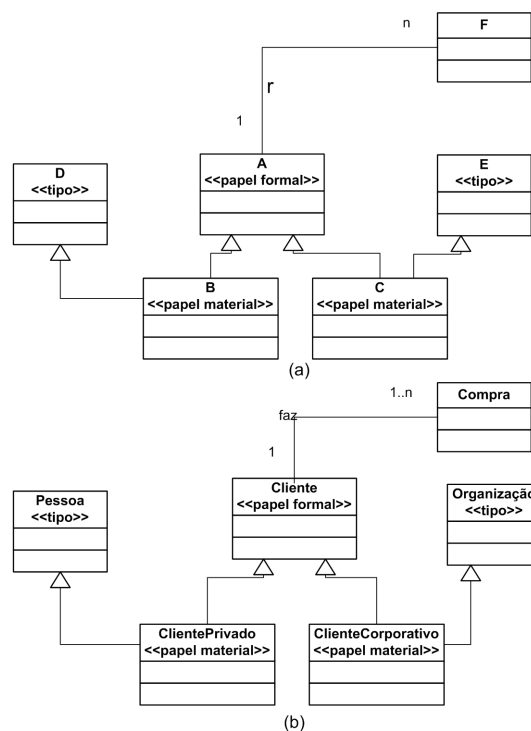 n
F
r
1
A
<<papel formal>>
D
<<tipo>>
E
<<tipo>>
B
<<papel material>>
C
<<papel material>>
(a)
1..n
Compra
faz
1
Cliente
<<papel formal>>
Pessoa
<<tipo>>
Organização
<<tipo>>
ClientePrivado
<<papel material>>
ClienteCorporativo
<<papel material>>
(b)